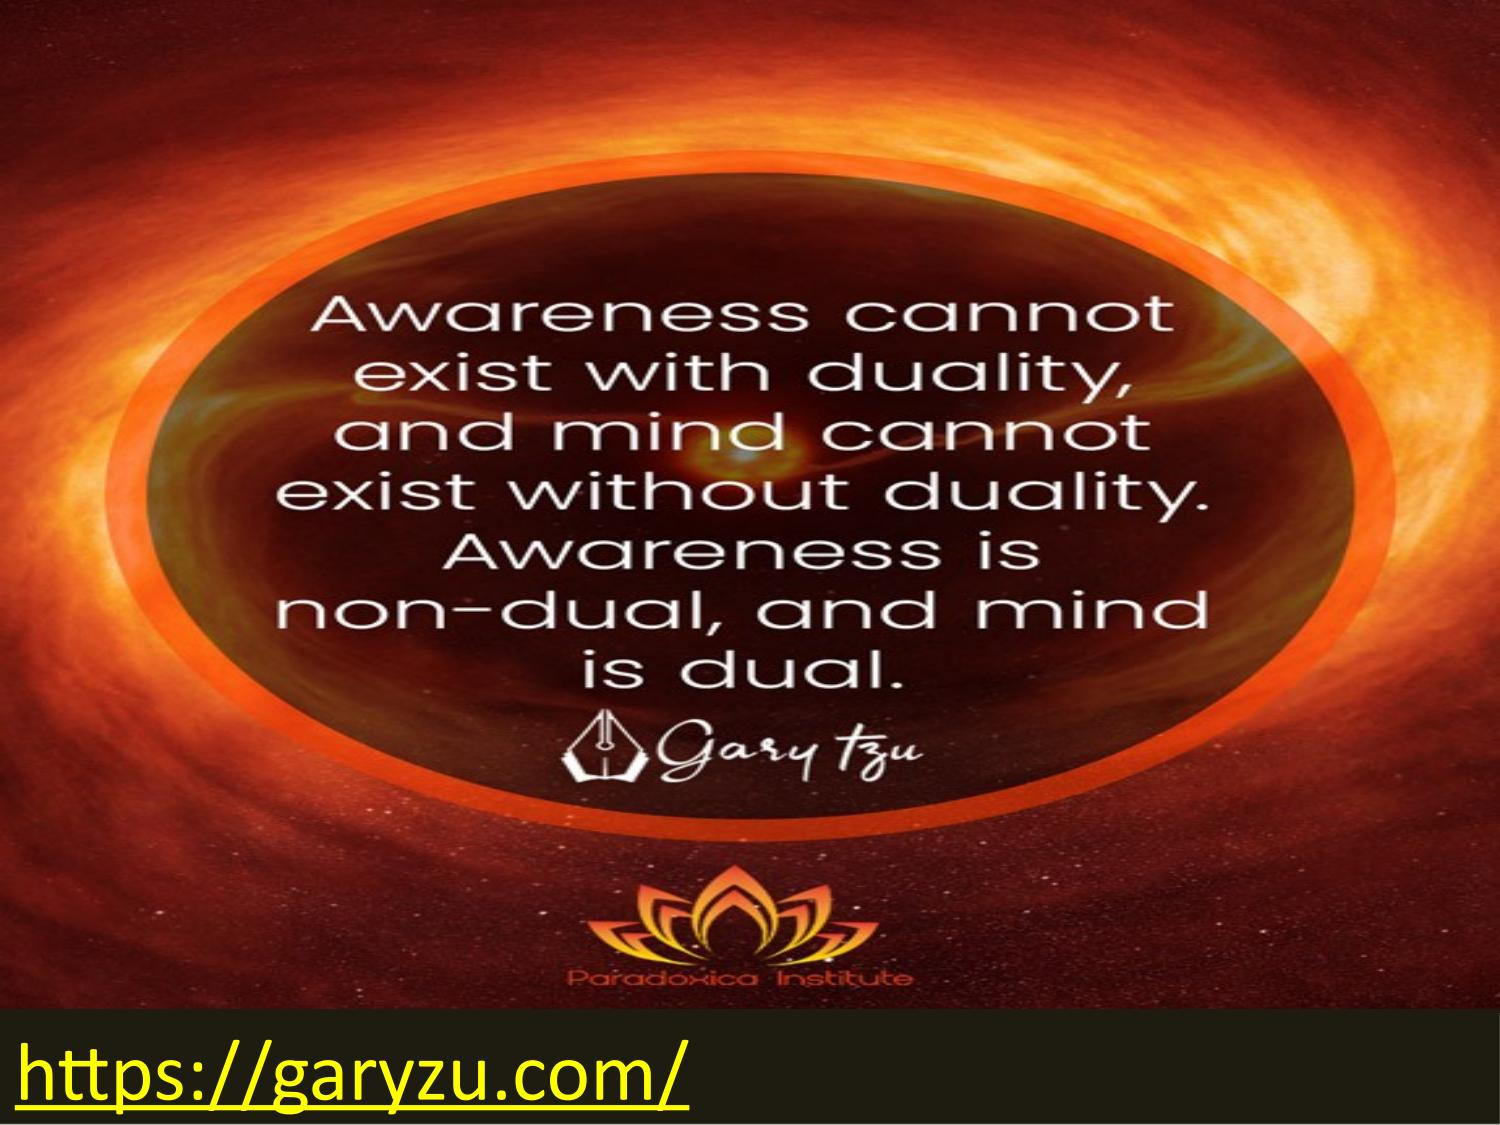 Awareness cannot
exist with duality,
and mind cannot
exist without duality.
Awareness is
non-dual, and mind
is dual.
Gary Tzu
Paradoxica Institute
https://garyzu.com/